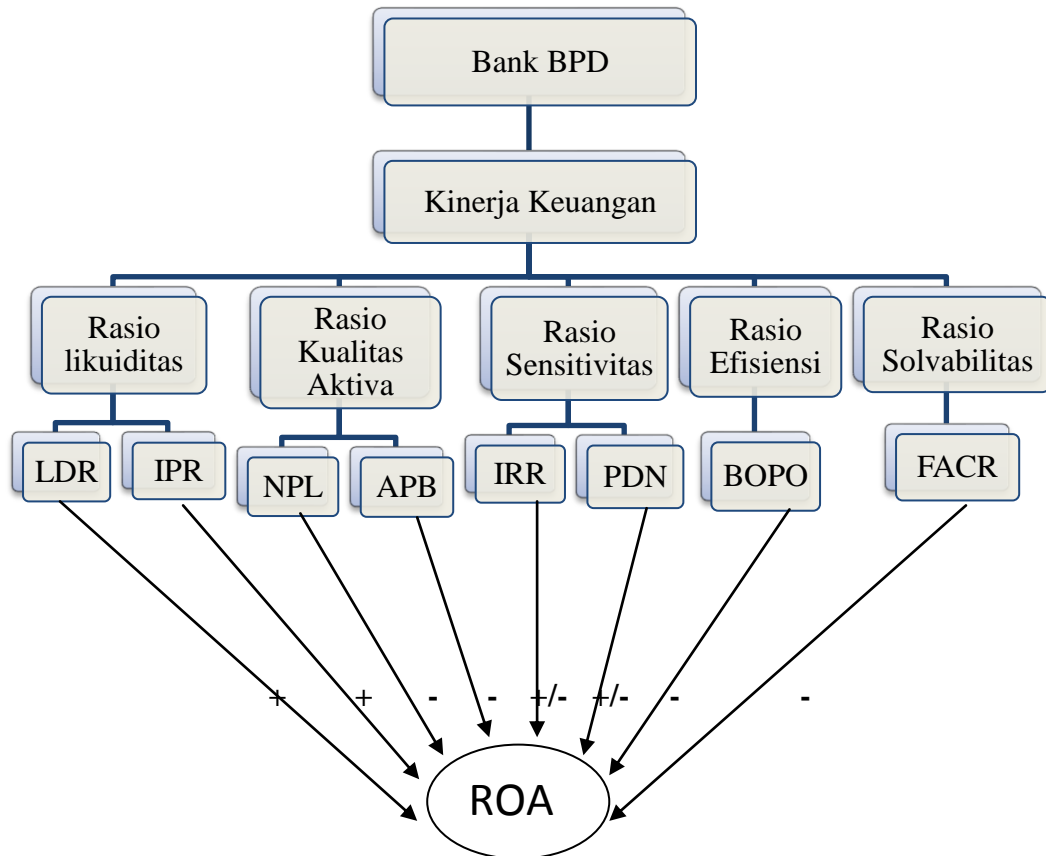 Bank BPD
Kinerja Keuangan
Rasio
likuiditas
Rasio
Kualitas
Aktiva
Rasio
Sensitivitas
Rasio
Efisiensi
Rasio
Solvabilitas
LDR
IPR
NPL
APB
IRR
PDN
BOPO
FACR
+ + - - +/- +/- - -
ROA